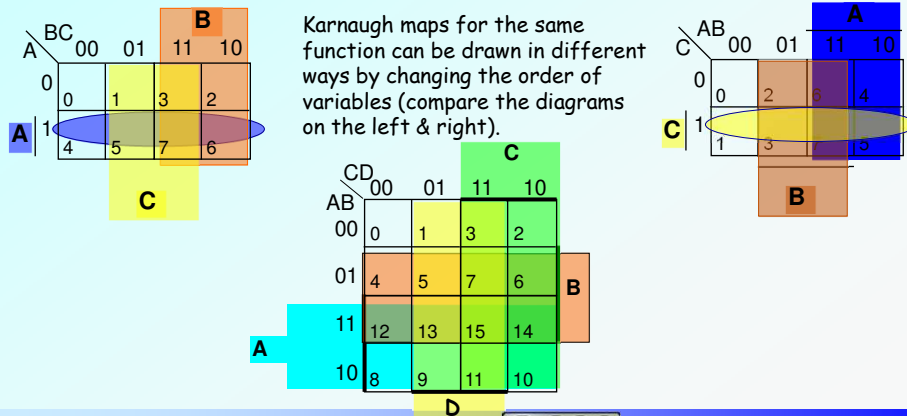 B
BC
A
00 01 11 10
0
0 1 3 2
A 1
4 5 7 6
C
Karnaugh maps for the same
function can be drawn in different
ways by changing the order of
variables (compare the diagrams
on the left & right).
A
AB
C
00 01 11 10
0
0 2 6 4
C 1
1 3 7 5
B
C
CD
AB
00 01 11 10
00 0 1 3 2
01 4 5 7 6
B
11 12 13 15 14
A
10 8 9 11 10
D